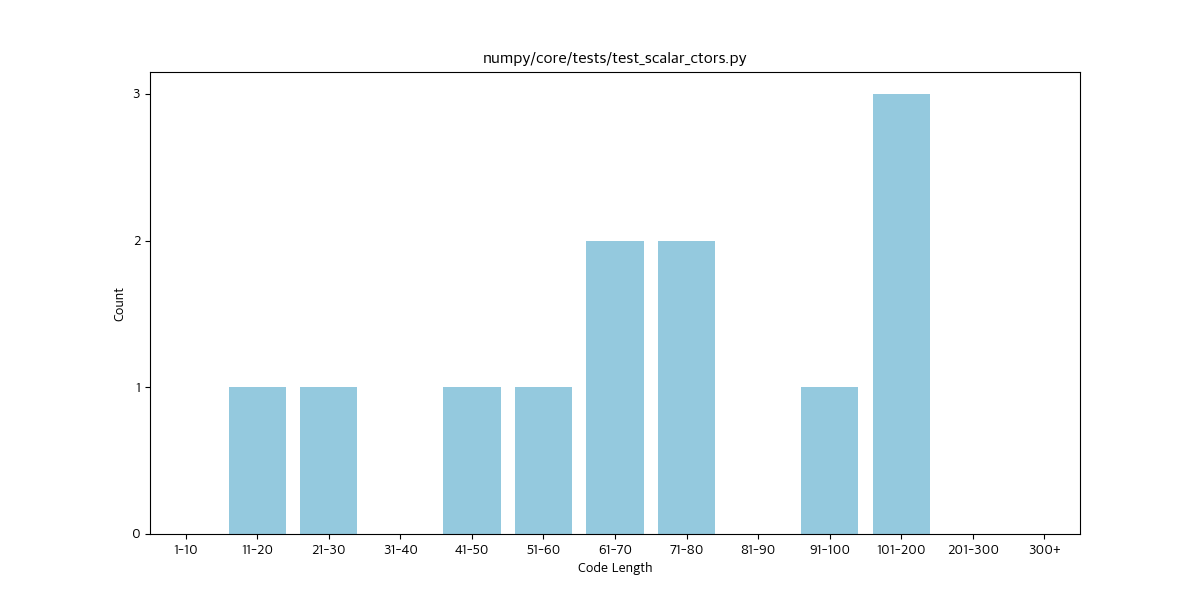 numpy/core/tests/test_scalar_ctors.py
3
2
1
0
Count
1-10 11-20 21-30 31-40 41-50 51-60 61-70 71-80 81-90 91-100 101-200 201-300 300+
Code Length